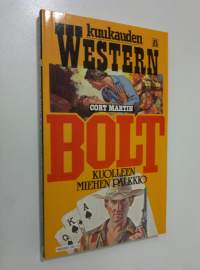 kuukauden
WESTERN
CORT MARTIN
BOLT
KUOLLEEN
MIEHEN PALKKIO
A
K